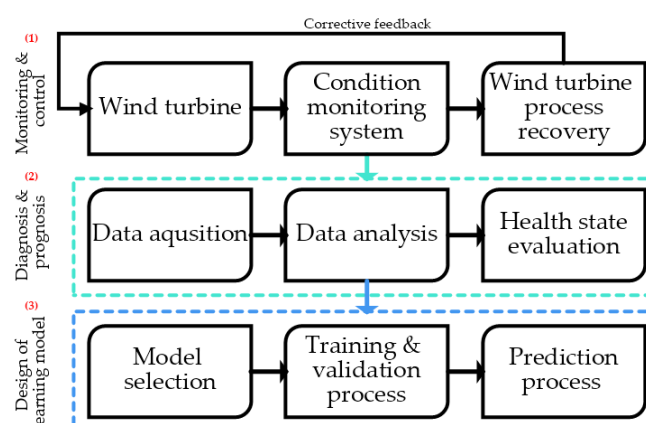 Corrective feedback
(1)
Monitoring &
control
Wind turbine
Condition
monitoring
system
Wind turbine
process
recovery
(2)
Diagnosis &
prognosis
Data aqusition
Data analysis
Health state
evaluation
(3)
Design of
earning model
Model
selection
Training &
validation
process
Prediction
process